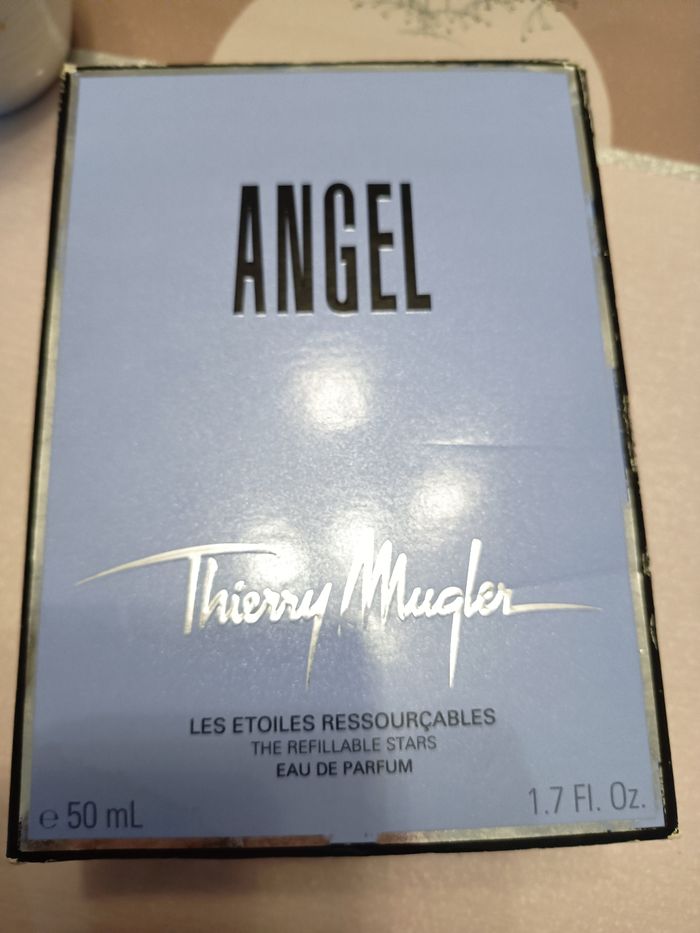 ANGEL
Thierry Mugler
LES ETOILES RESSOURÇABLES
THE REFILLABLE STARS
EAU DE PARFUM
℮ 50 mL
1.7 Fl. Oz.